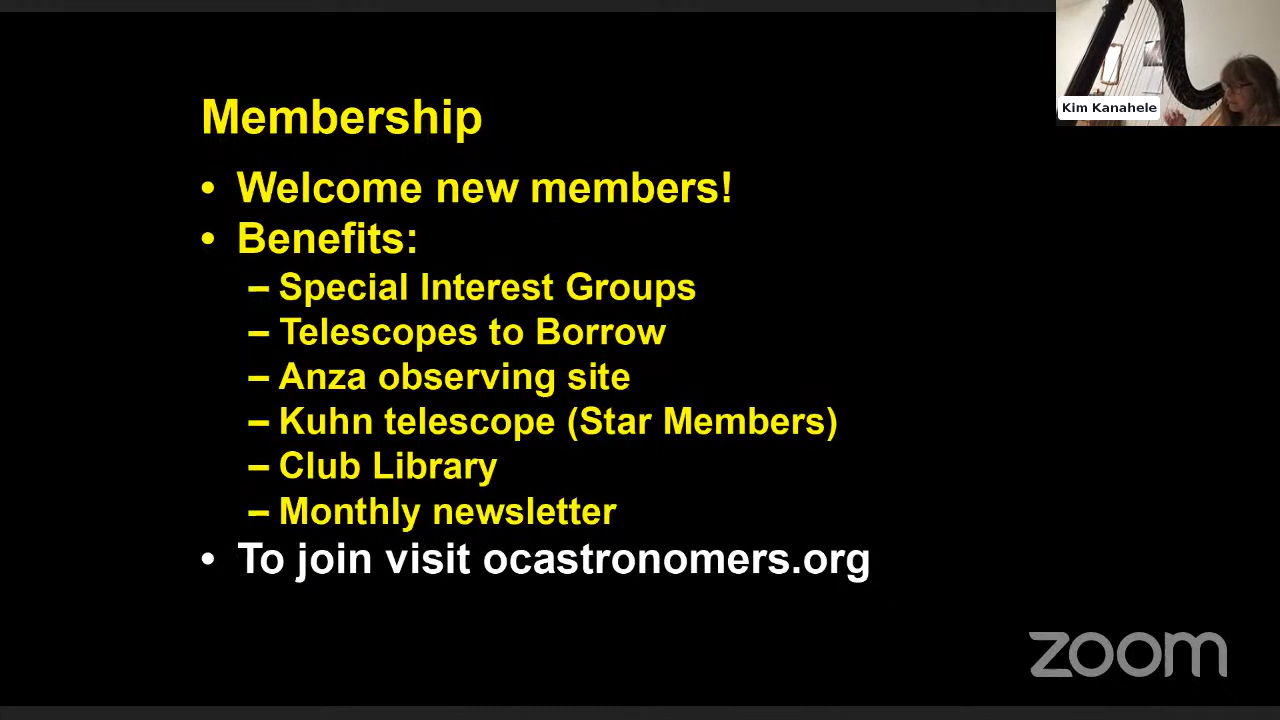 Kim Kanahele
Membership
• Welcome new members!
• Benefits:
– Special Interest Groups
– Telescopes to Borrow
– Anza observing site
– Kuhn telescope (Star Members)
– Club Library
– Monthly newsletter
• To join visit ocastronomers.org
zoom